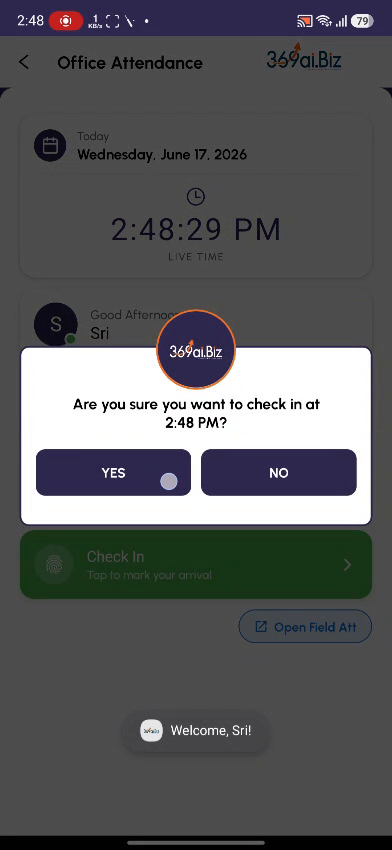 2:48
1
KB/s
79
Office Attendance
369ai.Biz
Today
Wednesday, June 17, 2026
2:48:29 PM
LIVE TIME
S
Good Afternoon
Sri
369ai.Biz
Are you sure you want to check in at
2:48 PM?
YES
NO
Check In
Tap to mark your arrival
Open Field Att
Welcome, Sri!